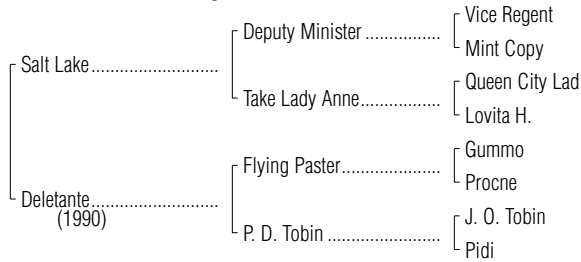 Vice Regent
Deputy Minister ..................
Mint Copy
Salt Lake............................
Queen City Lad
Take Lady Anne...................
Lovita H.
Gummo
Flying Paster.......................
Procne
Deletante............................
(1990)
J. O. Tobin
P. D. Tobin ..........................
Pidi